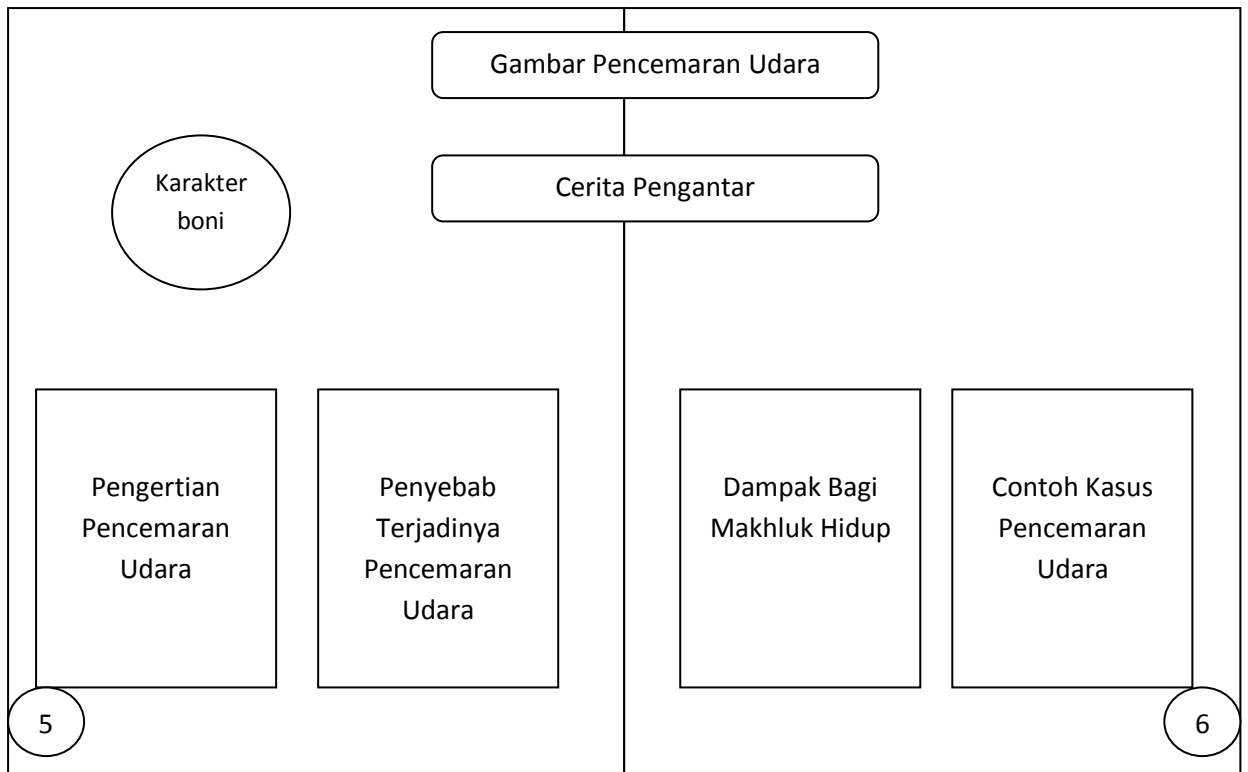 Gambar Pencemaran Udara
Karakter
boni
Cerita Pengantar
Pengertian
Pencemaran
Udara
Penyebab
Terjadinya
Pencemaran
Udara
Dampak Bagi
Makhluk Hidup
Contoh Kasus
Pencemaran
Udara
5
6